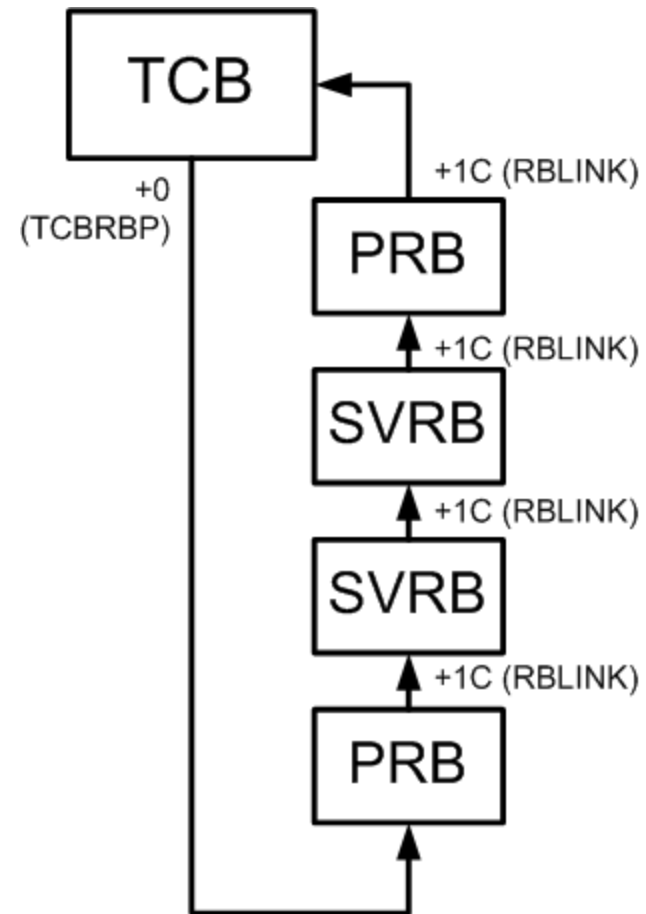 TCB
+0
(TCBRBP)
+1C (RBLINK)
PRB
+1C (RBLINK)
SVRB
+1C (RBLINK)
SVRB
+1C (RBLINK)
PRB